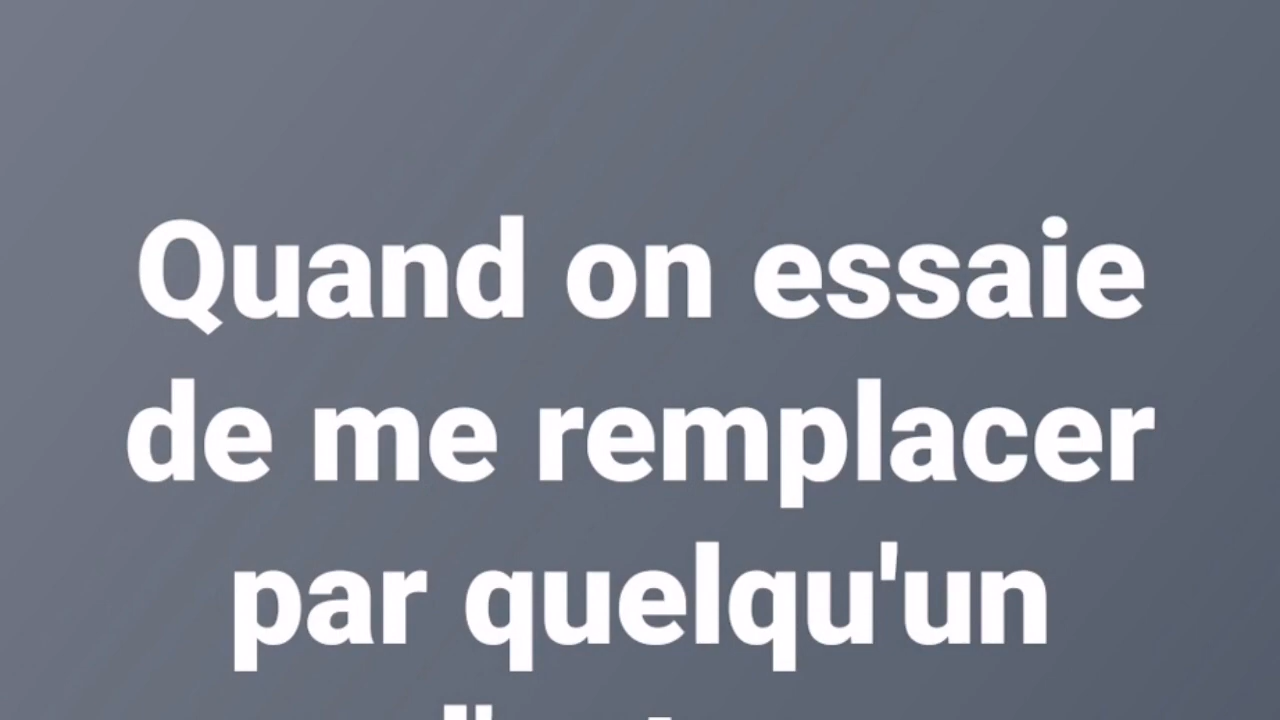 Quand on essaie
de me remplacer
par quelqu'un